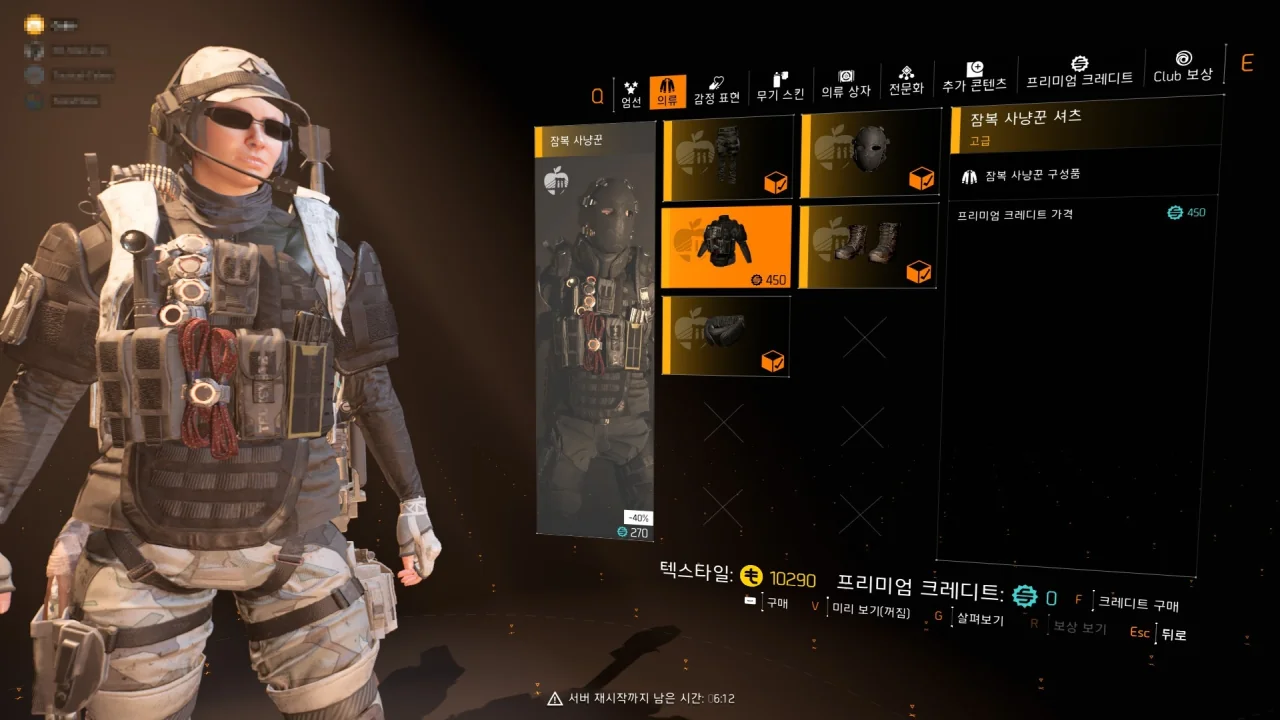 Q
엄선
의류
감정 표현
무기 스킨
의류 상자
전문화
추가 콘텐츠
프리미엄 크레디트
Club 보상
E
잠복 사냥꾼
-40%
270
450
잠복 사냥꾼 셔츠
고급
잠복 사냥꾼 구성품
프리미엄 크레디트 가격 450
텍스타일: 10290 프리미엄 크레디트: 0
F 크레디트 구매
구매
V 미리 보기(꺼짐)
G 살펴보기
R 보상 보기
Esc 뒤로
서버 재시작까지 남은 시간: 06:12